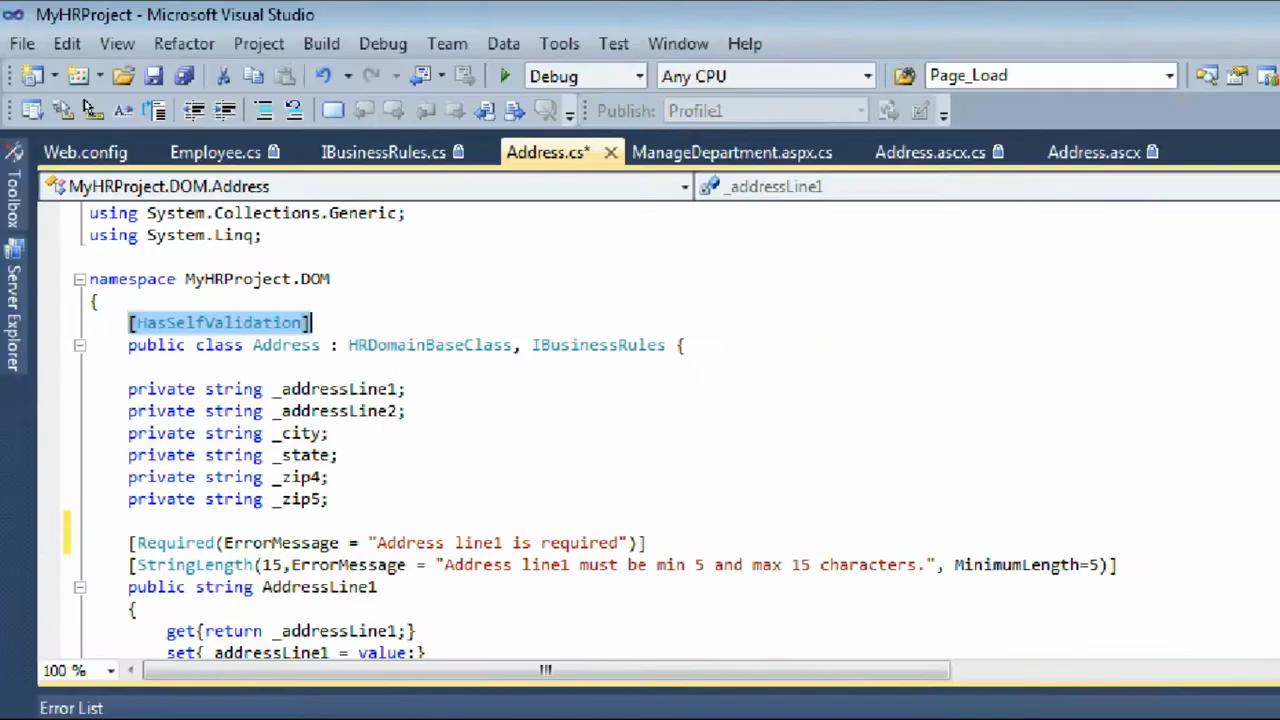 MyHRProject - Microsoft Visual Studio
File Edit View Refactor Project Build Debug Team Data Tools Test Window Help
Debug Any CPU Page_Load
Publish: Profile1
Web.config Employee.cs IBusinessRules.cs Address.cs* ManageDepartment.aspx.cs Address.ascx.cs Address.ascx
MyHRProject.DOM.Address _addressLine1
Toolbox
Server Explorer
using System.Collections.Generic;
using System.Linq;
namespace MyHRProject.DOM
{
[HasSelfValidation]
public class Address : HRDomainBaseClass, IBusinessRules {
private string _addressLine1;
private string _addressLine2;
private string _city;
private string _state;
private string _zip4;
private string _zip5;
[Required(ErrorMessage = "Address line1 is required")]
[StringLength(15,ErrorMessage = "Address line1 must be min 5 and max 15 characters.", MinimumLength=5)]
public string AddressLine1
{
get{return _addressLine1;}
set{ _addressLine1 = value;}
100 %
Error List